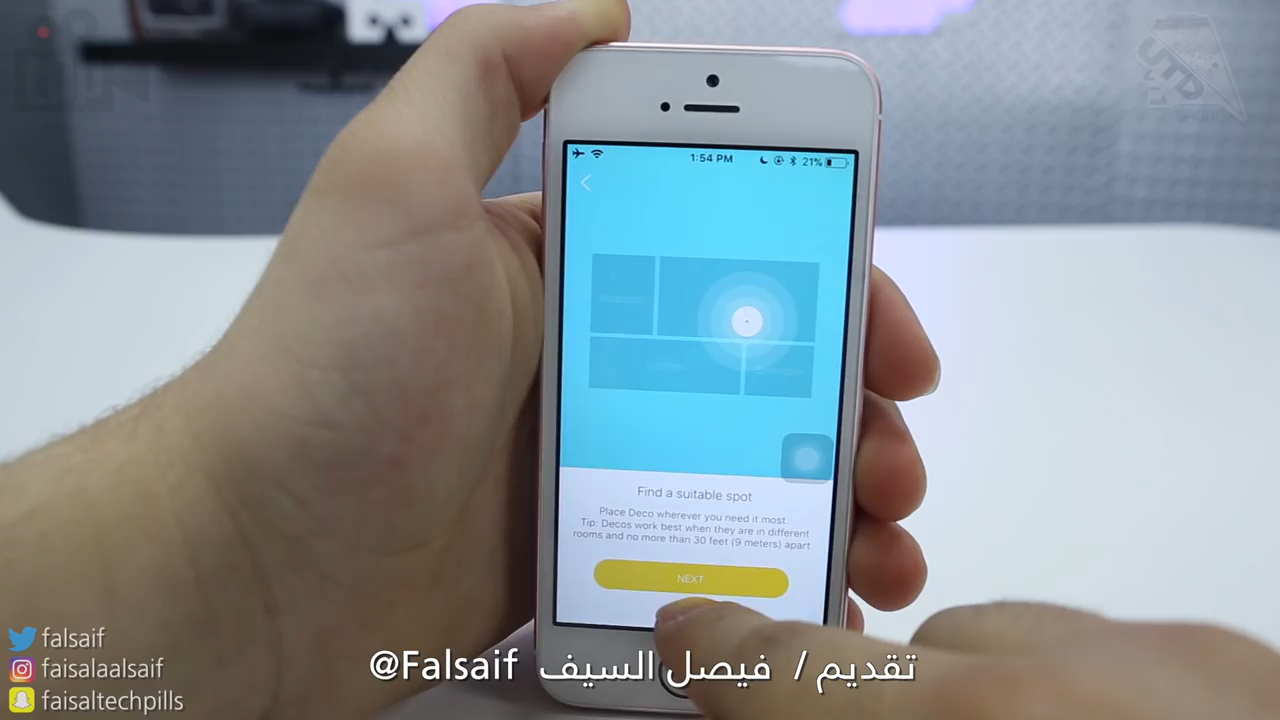 1:54 PM
21%
Find a suitable spot
Place Deco wherever you need it most.
Tip: Decos work best when they are in different
rooms and no more than 30 feet (9 meters) apart.
NEXT
falsaif
faisalaalsaif
faisaltechpills
تقديم / فيصل السيف @Falsaif